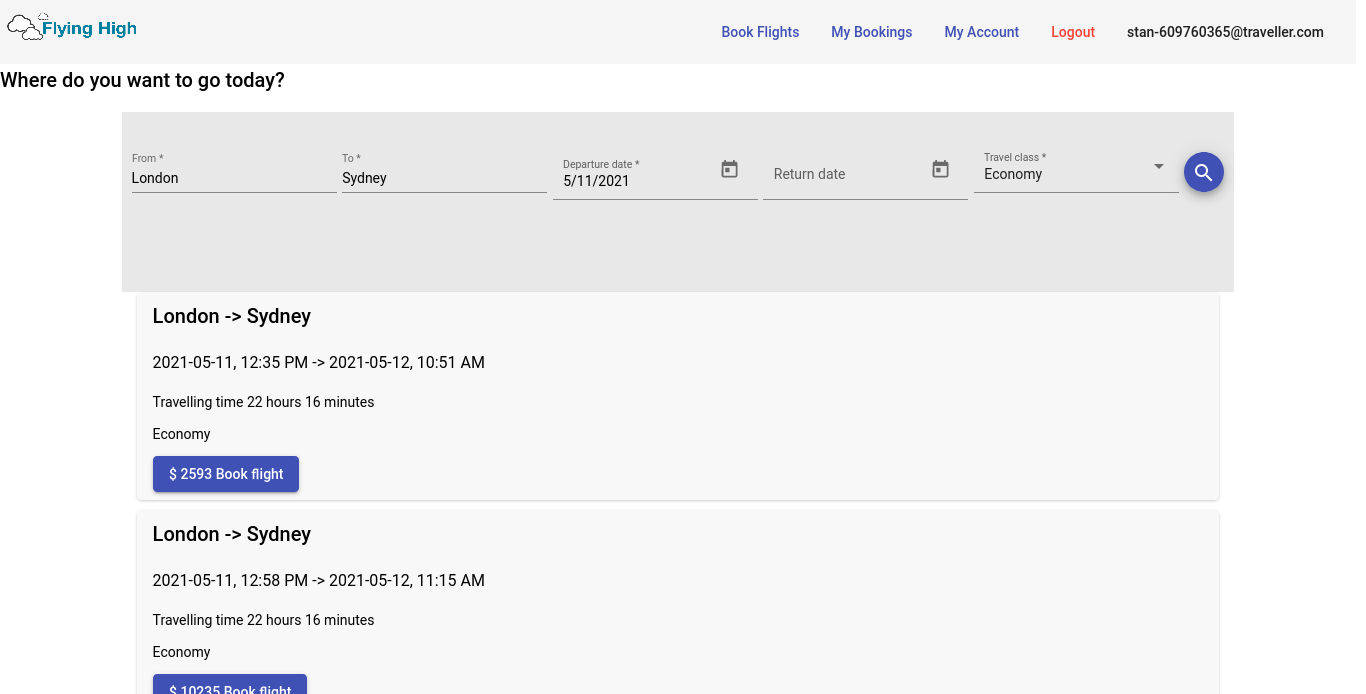 Flying High
Book Flights My Bookings My Account Logout stan-609760365@traveller.com
Where do you want to go today?
From * To * Departure date * Travel class *
London Sydney 5/11/2021 Return date Economy
London -> Sydney
2021-05-11, 12:35 PM -> 2021-05-12, 10:51 AM
Travelling time 22 hours 16 minutes
Economy
$ 2593 Book flight
London -> Sydney
2021-05-11, 12:58 PM -> 2021-05-12, 11:15 AM
Travelling time 22 hours 16 minutes
Economy
$ 10235 Book flight